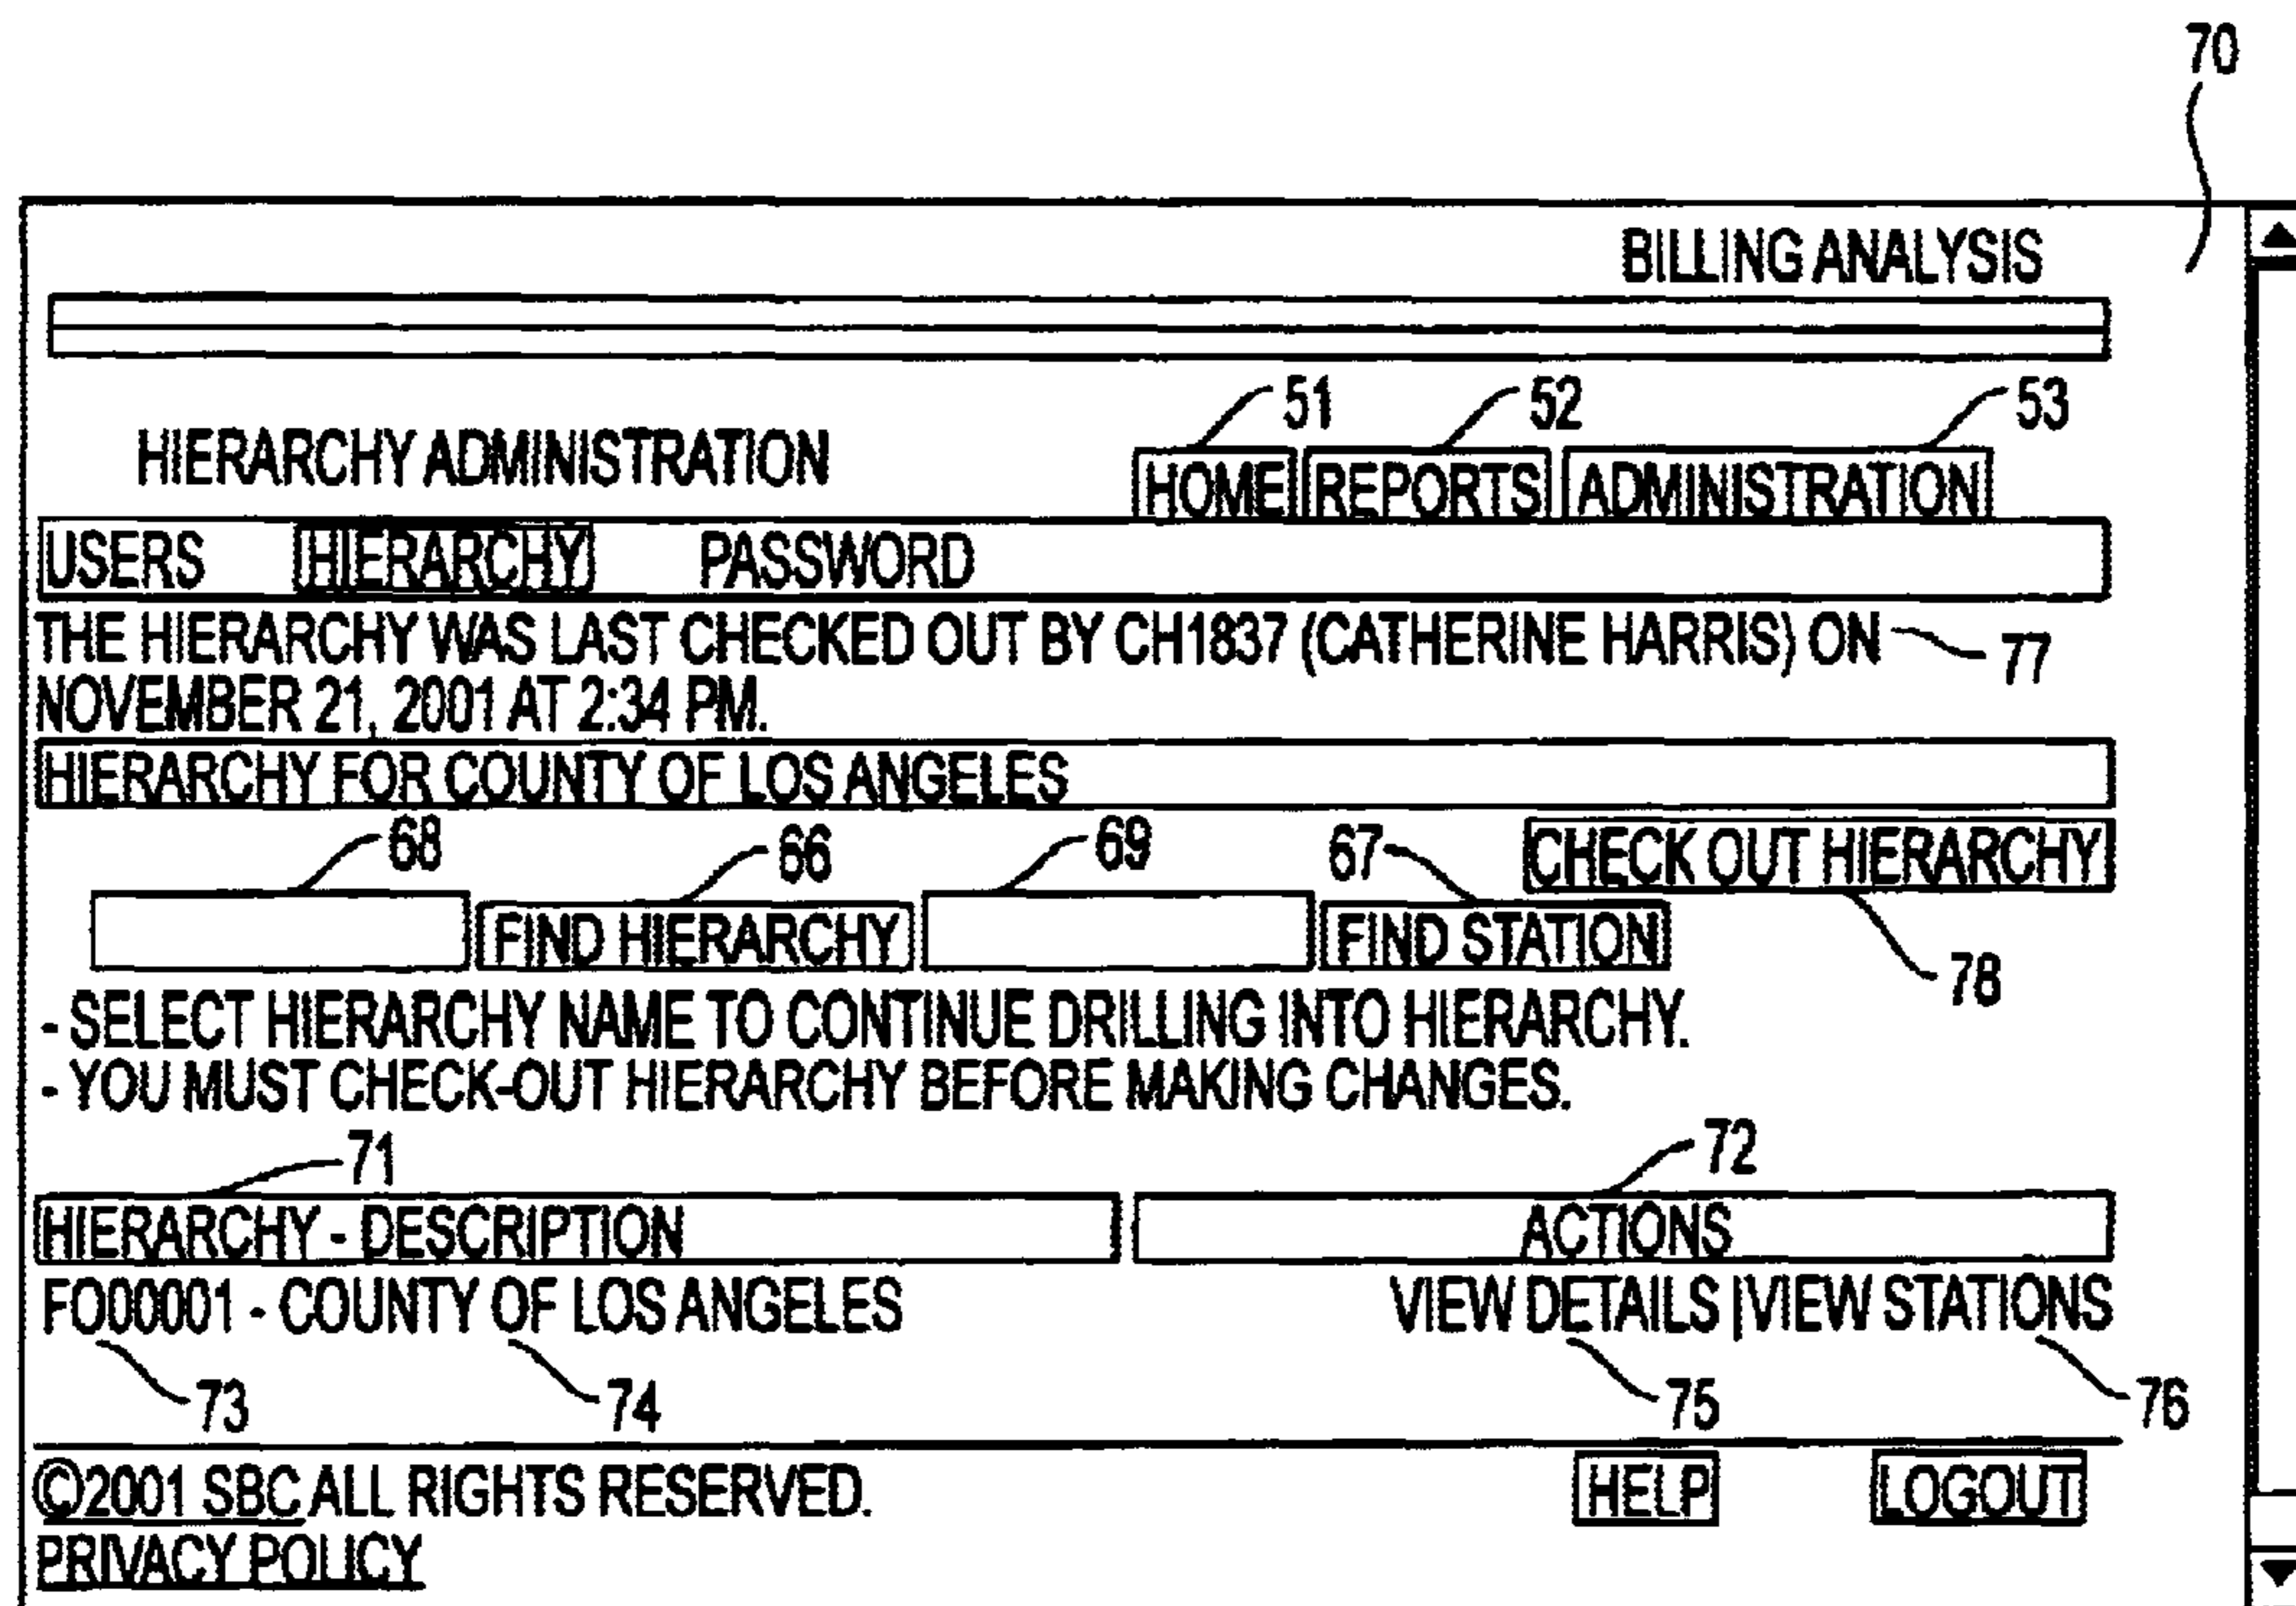 70
BILLING ANALYSIS
51 52 53
HIERARCHY ADMINISTRATION HOME REPORTS ADMINISTRATION
USERS HIERARCHY PASSWORD
THE HIERARCHY WAS LAST CHECKED OUT BY CH1837 (CATHERINE HARRIS) ON 77
NOVEMBER 21, 2001 AT 2:34 PM.
HIERARCHY FOR COUNTY OF LOS ANGELES
68 66 69 67 CHECK OUT HIERARCHY
FIND HIERARCHY FIND STATION
78
- SELECT HIERARCHY NAME TO CONTINUE DRILLING INTO HIERARCHY.
- YOU MUST CHECK-OUT HIERARCHY BEFORE MAKING CHANGES.
71 72
HIERARCHY - DESCRIPTION ACTIONS
FO00001 - COUNTY OF LOS ANGELES VIEW DETAILS | VIEW STATIONS
73 74 75 76
©2001 SBC ALL RIGHTS RESERVED. HELP LOGOUT
PRIVACY POLICY